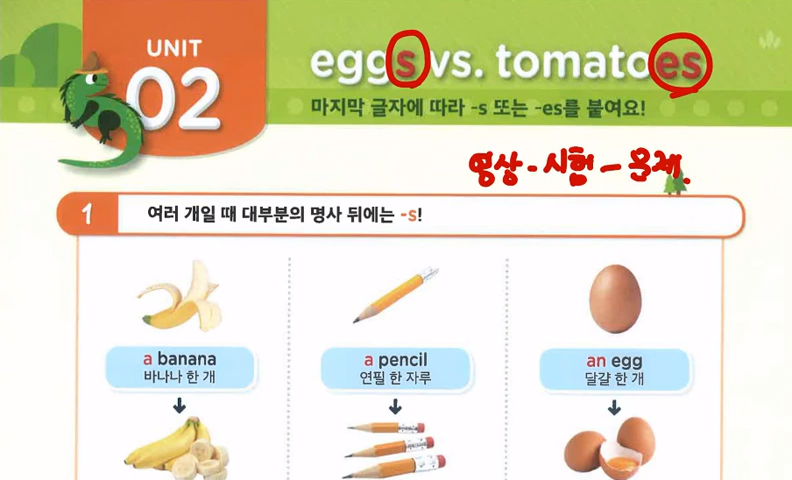 UNIT
02
eggs vs. tomatoes
마지막 글자에 따라 -s 또는 -es를 붙여요!
영상 - 시험 - 문제.
1 여러 개일 때 대부분의 명사 뒤에는 -s!
a banana
바나나 한 개
a pencil
연필 한 자루
an egg
달걀 한 개